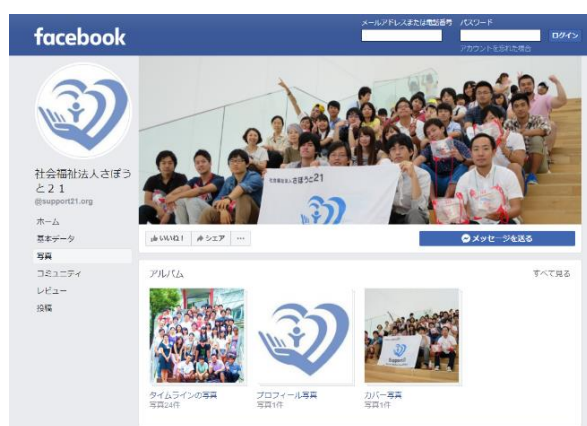 facebook
メールアドレスまたは電話番号 パスワード
ログイン
アカウントを忘れた場合
社会福祉法人さぽうと21
社会福祉法人さぽう
と２１
@support21.org
ホーム
基本データ
写真
コミュニティ
レビュー
投稿
いいね！ シェア ...
メッセージを送る
アルバム すべて見る
タイムラインの写真
写真24件
プロフィール写真
写真1件
カバー写真
写真1件